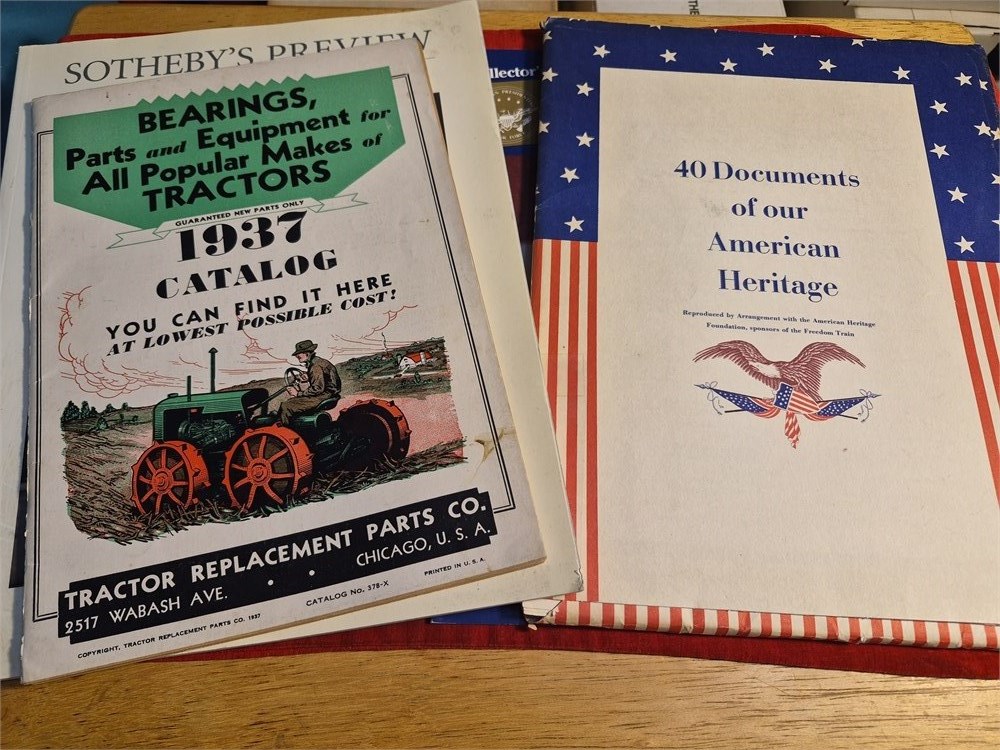 SOTHEBY'S PREVIEW
BEARINGS,
Parts and Equipment for
All Popular Makes of
TRACTORS
GUARANTEED NEW PARTS ONLY
1937
CATALOG
YOU CAN FIND IT HERE
AT LOWEST POSSIBLE COST!
TRACTOR REPLACEMENT PARTS CO.
2517 WABASH AVE. • • CHICAGO, U. S. A.
COPYRIGHT, TRACTOR REPLACEMENT PARTS CO. 1937 CATALOG No. 378-X PRINTED IN U. S. A.
llector
40 Documents
of our
American
Heritage
Reproduced by Arrangement with the American Heritage
Foundation, sponsors of the Freedom Train